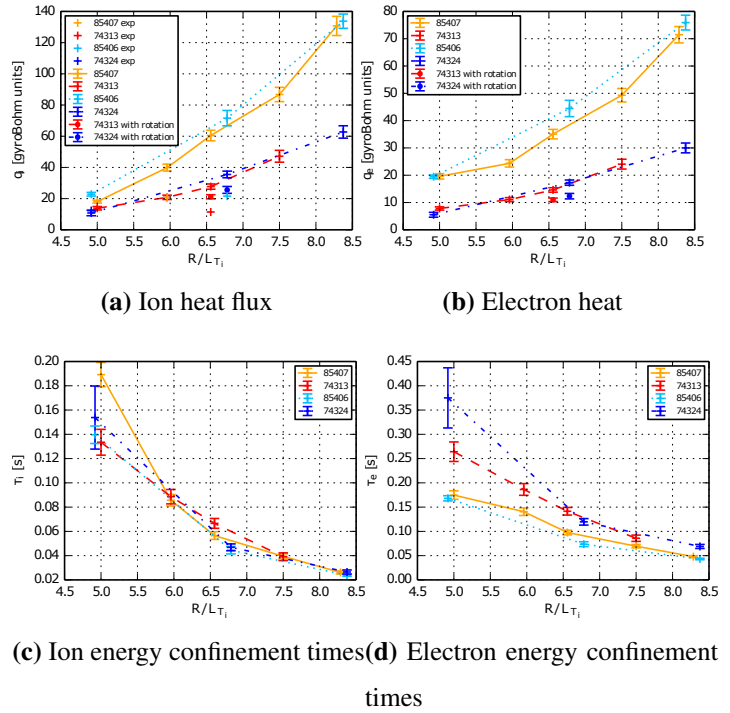 140
120
100
80
60
40
20
0
4.5 5.0 5.5 6.0 6.5 7.0 7.5 8.0 8.5
qi [gyroBohm units]
R/LTi
85407 exp
74313 exp
85406 exp
74324 exp
85407
74313
85406
74324
74313 with rotation
74324 with rotation
(a) Ion heat flux
80
70
60
50
40
30
20
10
0
4.5 5.0 5.5 6.0 6.5 7.0 7.5 8.0 8.5
qe [gyroBohm units]
R/LTi
85407
74313
85406
74324
74313 with rotation
74324 with rotation
(b) Electron heat
0.20
0.18
0.16
0.14
0.12
0.10
0.08
0.06
0.04
0.02
4.5 5.0 5.5 6.0 6.5 7.0 7.5 8.0 8.5
τi [s]
R/LTi
85407
74313
85406
74324
(c) Ion energy confinement times
0.45
0.40
0.35
0.30
0.25
0.20
0.15
0.10
0.05
0.00
4.5 5.0 5.5 6.0 6.5 7.0 7.5 8.0 8.5
τe [s]
R/LTi
85407
74313
85406
74324
(d) Electron energy confinement
times